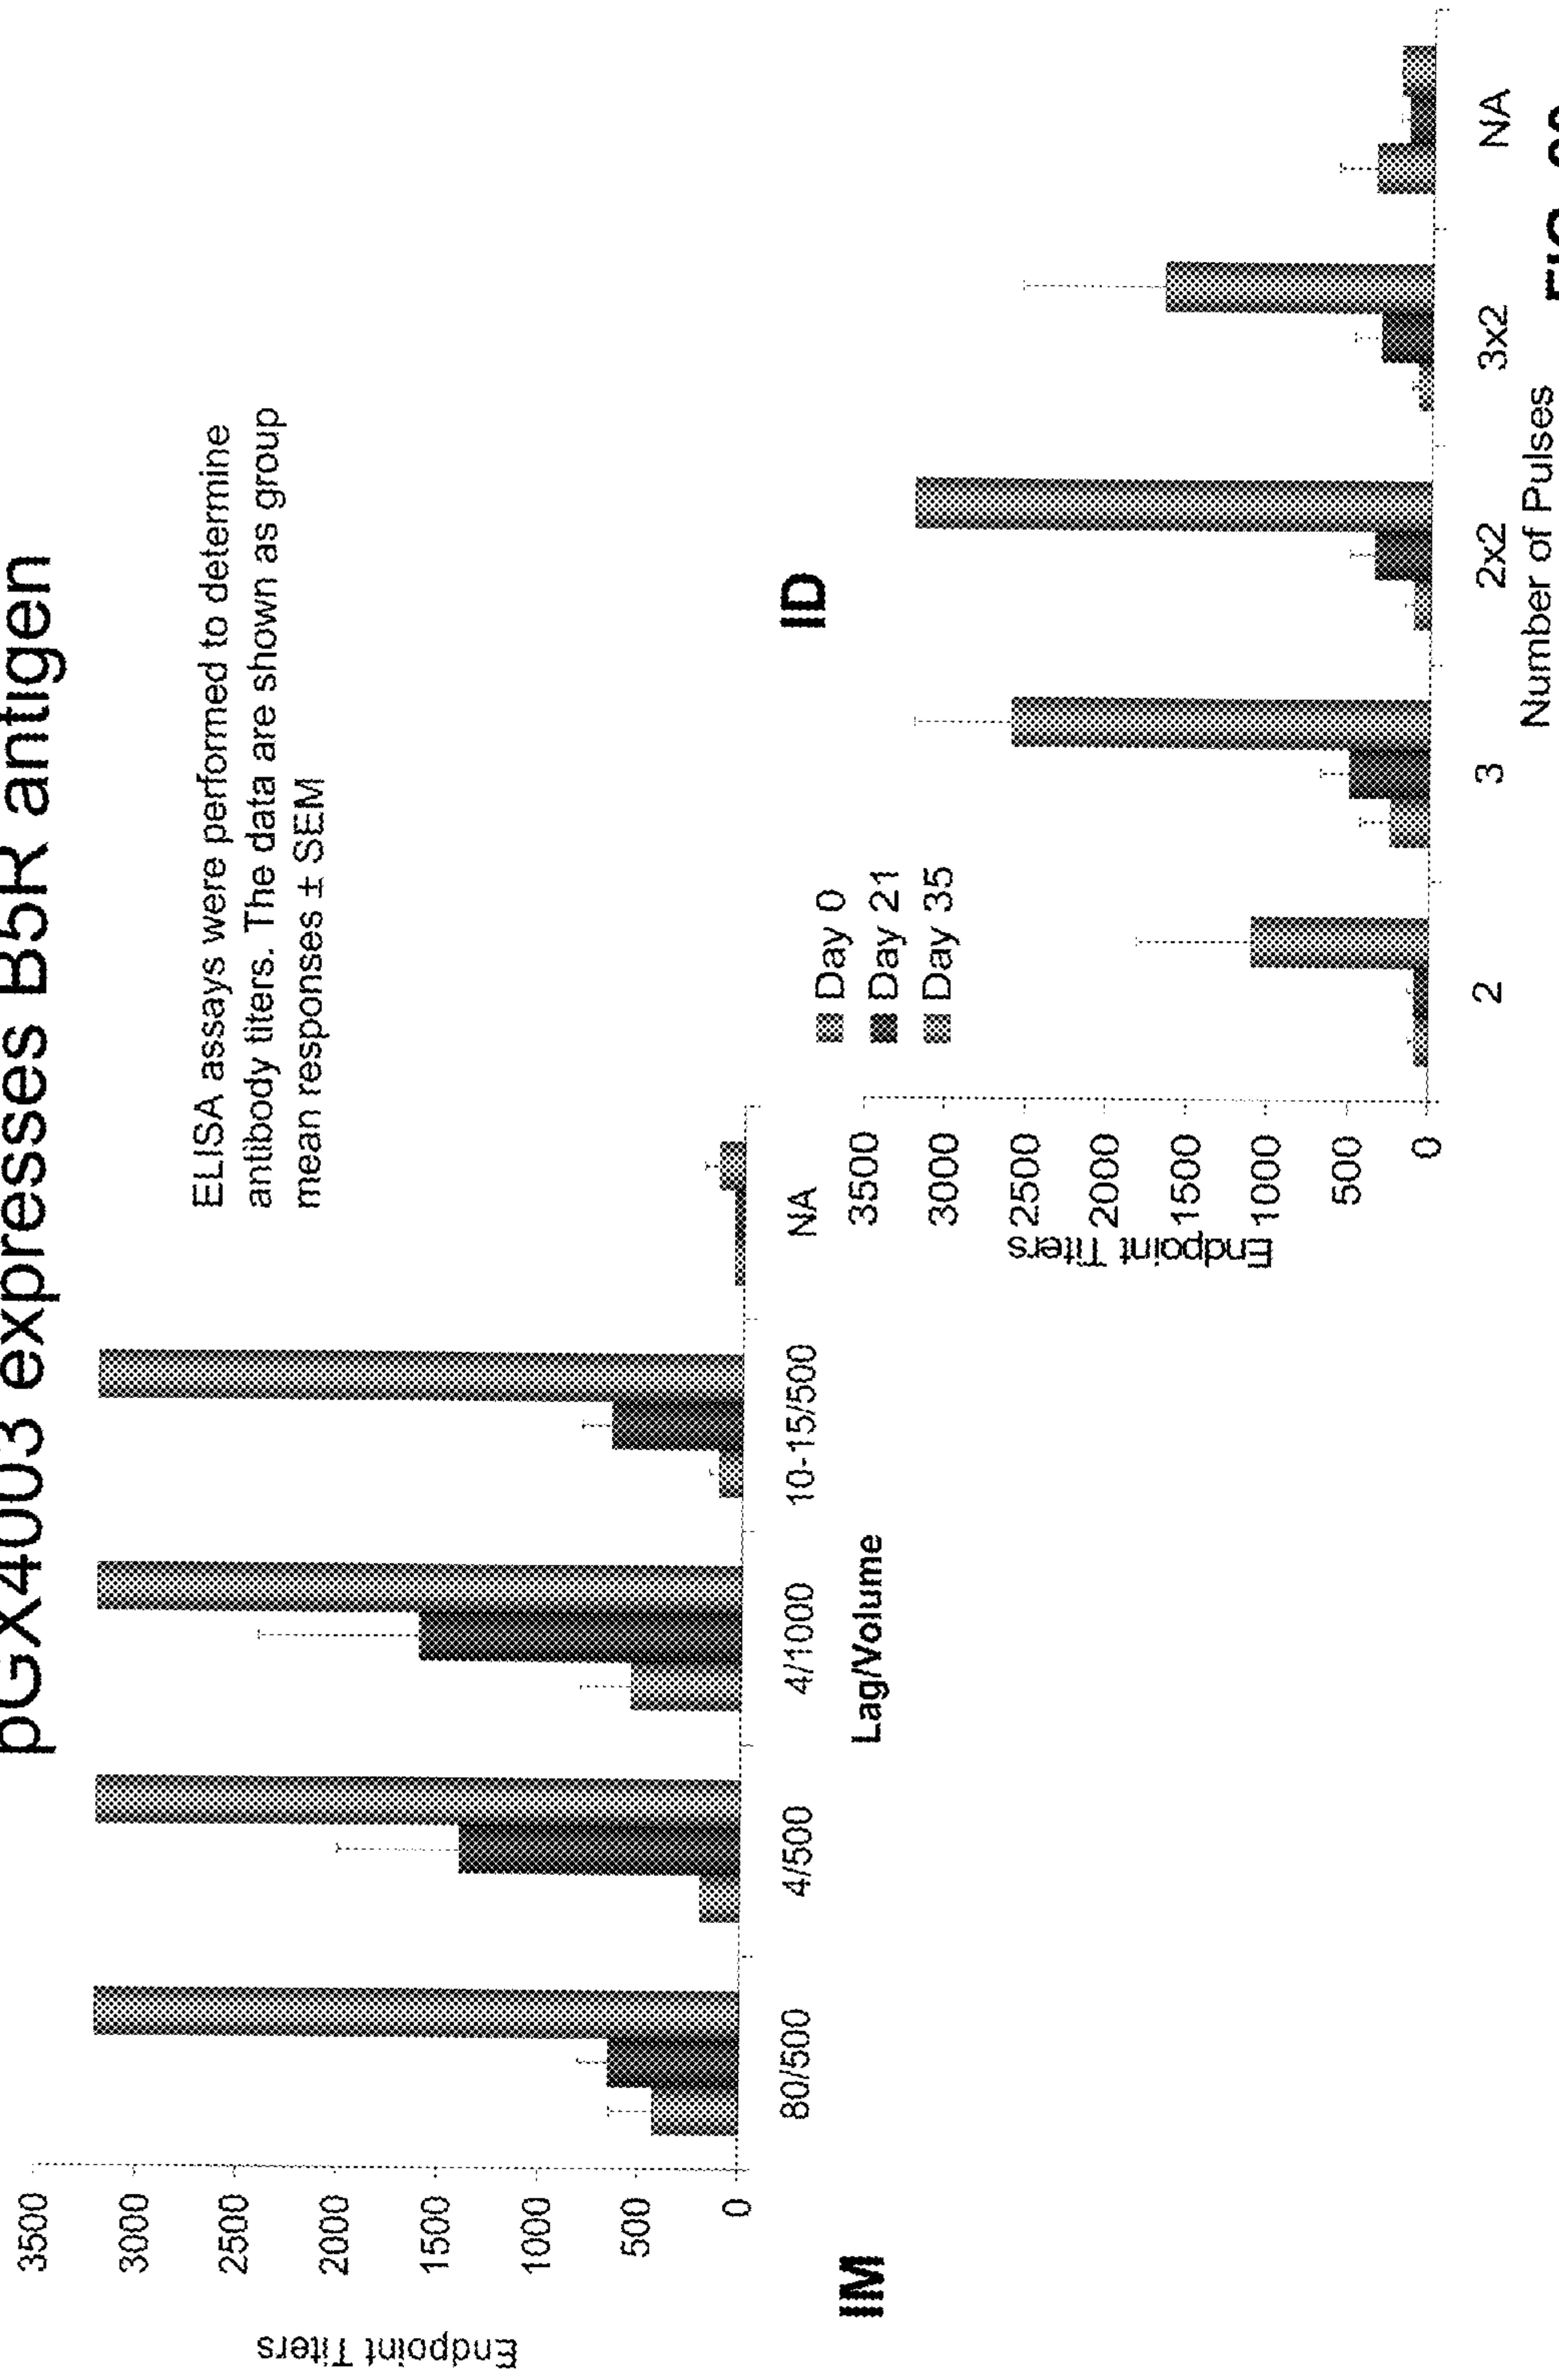 pGX4003 expresses B5R antigen
ELISA assays were performed to determine
antibody titers. The data are shown as group
mean responses ± SEM
Endpoint Titers
3500
3000
2500
2000
1500
1000
500
0
80/500
4/500
4/1000
10-15/500
NA
Lag/Volume
IM
ID
Day 0
Day 21
Day 35
Endpoint Titers
3500
3000
2500
2000
1500
1000
500
0
2
3
2x2
3x2
NA
Number of Pulses
FIG.